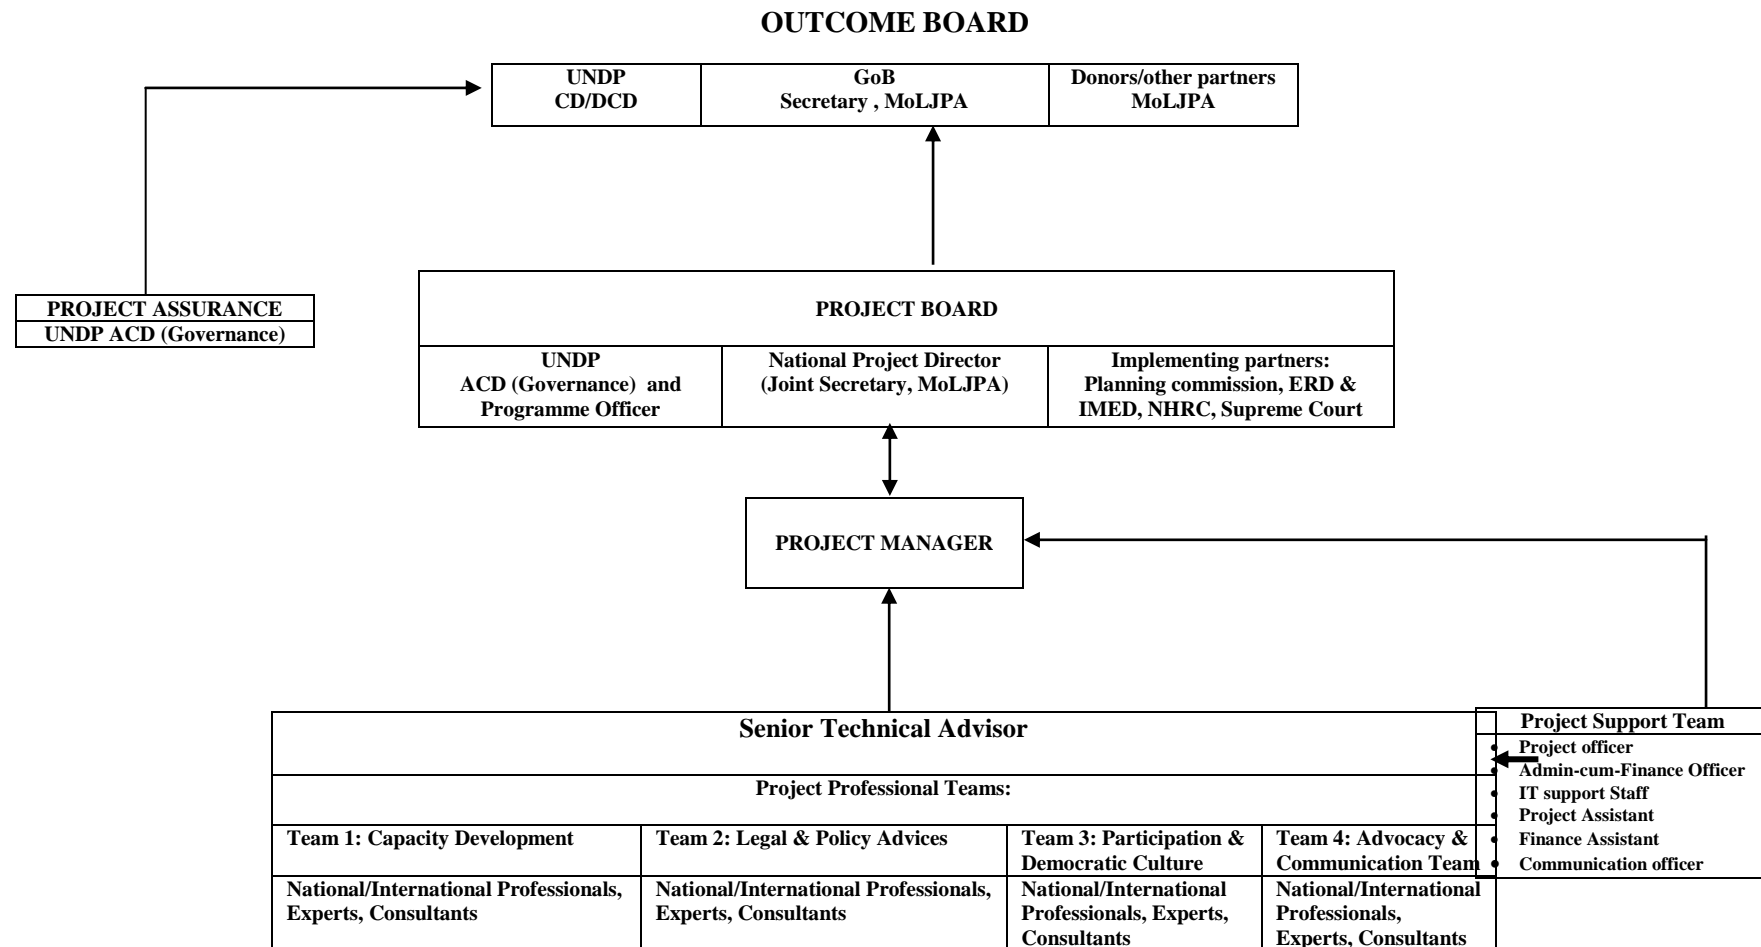 OUTCOME BOARD
UNDP
CD/DCD
GoB
Secretary , MoLJPA
Donors/other partners
MoLJPA
PROJECT ASSURANCE
UNDP ACD (Governance)
PROJECT BOARD
UNDP
ACD (Governance) and
Programme Officer
National Project Director
(Joint Secretary, MoLJPA)
Implementing partners:
Planning commission, ERD &
IMED, NHRC, Supreme Court
PROJECT MANAGER
Senior Technical Advisor
Project Professional Teams:
Team 1: Capacity Development
Team 2: Legal & Policy Advices
Team 3: Participation &
Democratic Culture
Team 4: Advocacy &
Communication Team
National/International Professionals,
Experts, Consultants
National/International Professionals,
Experts, Consultants
National/International
Professionals, Experts,
Consultants
National/International
Professionals,
Experts, Consultants
Project Support Team
• Project officer
• Admin-cum-Finance Officer
• IT support Staff
• Project Assistant
• Finance Assistant
• Communication officer